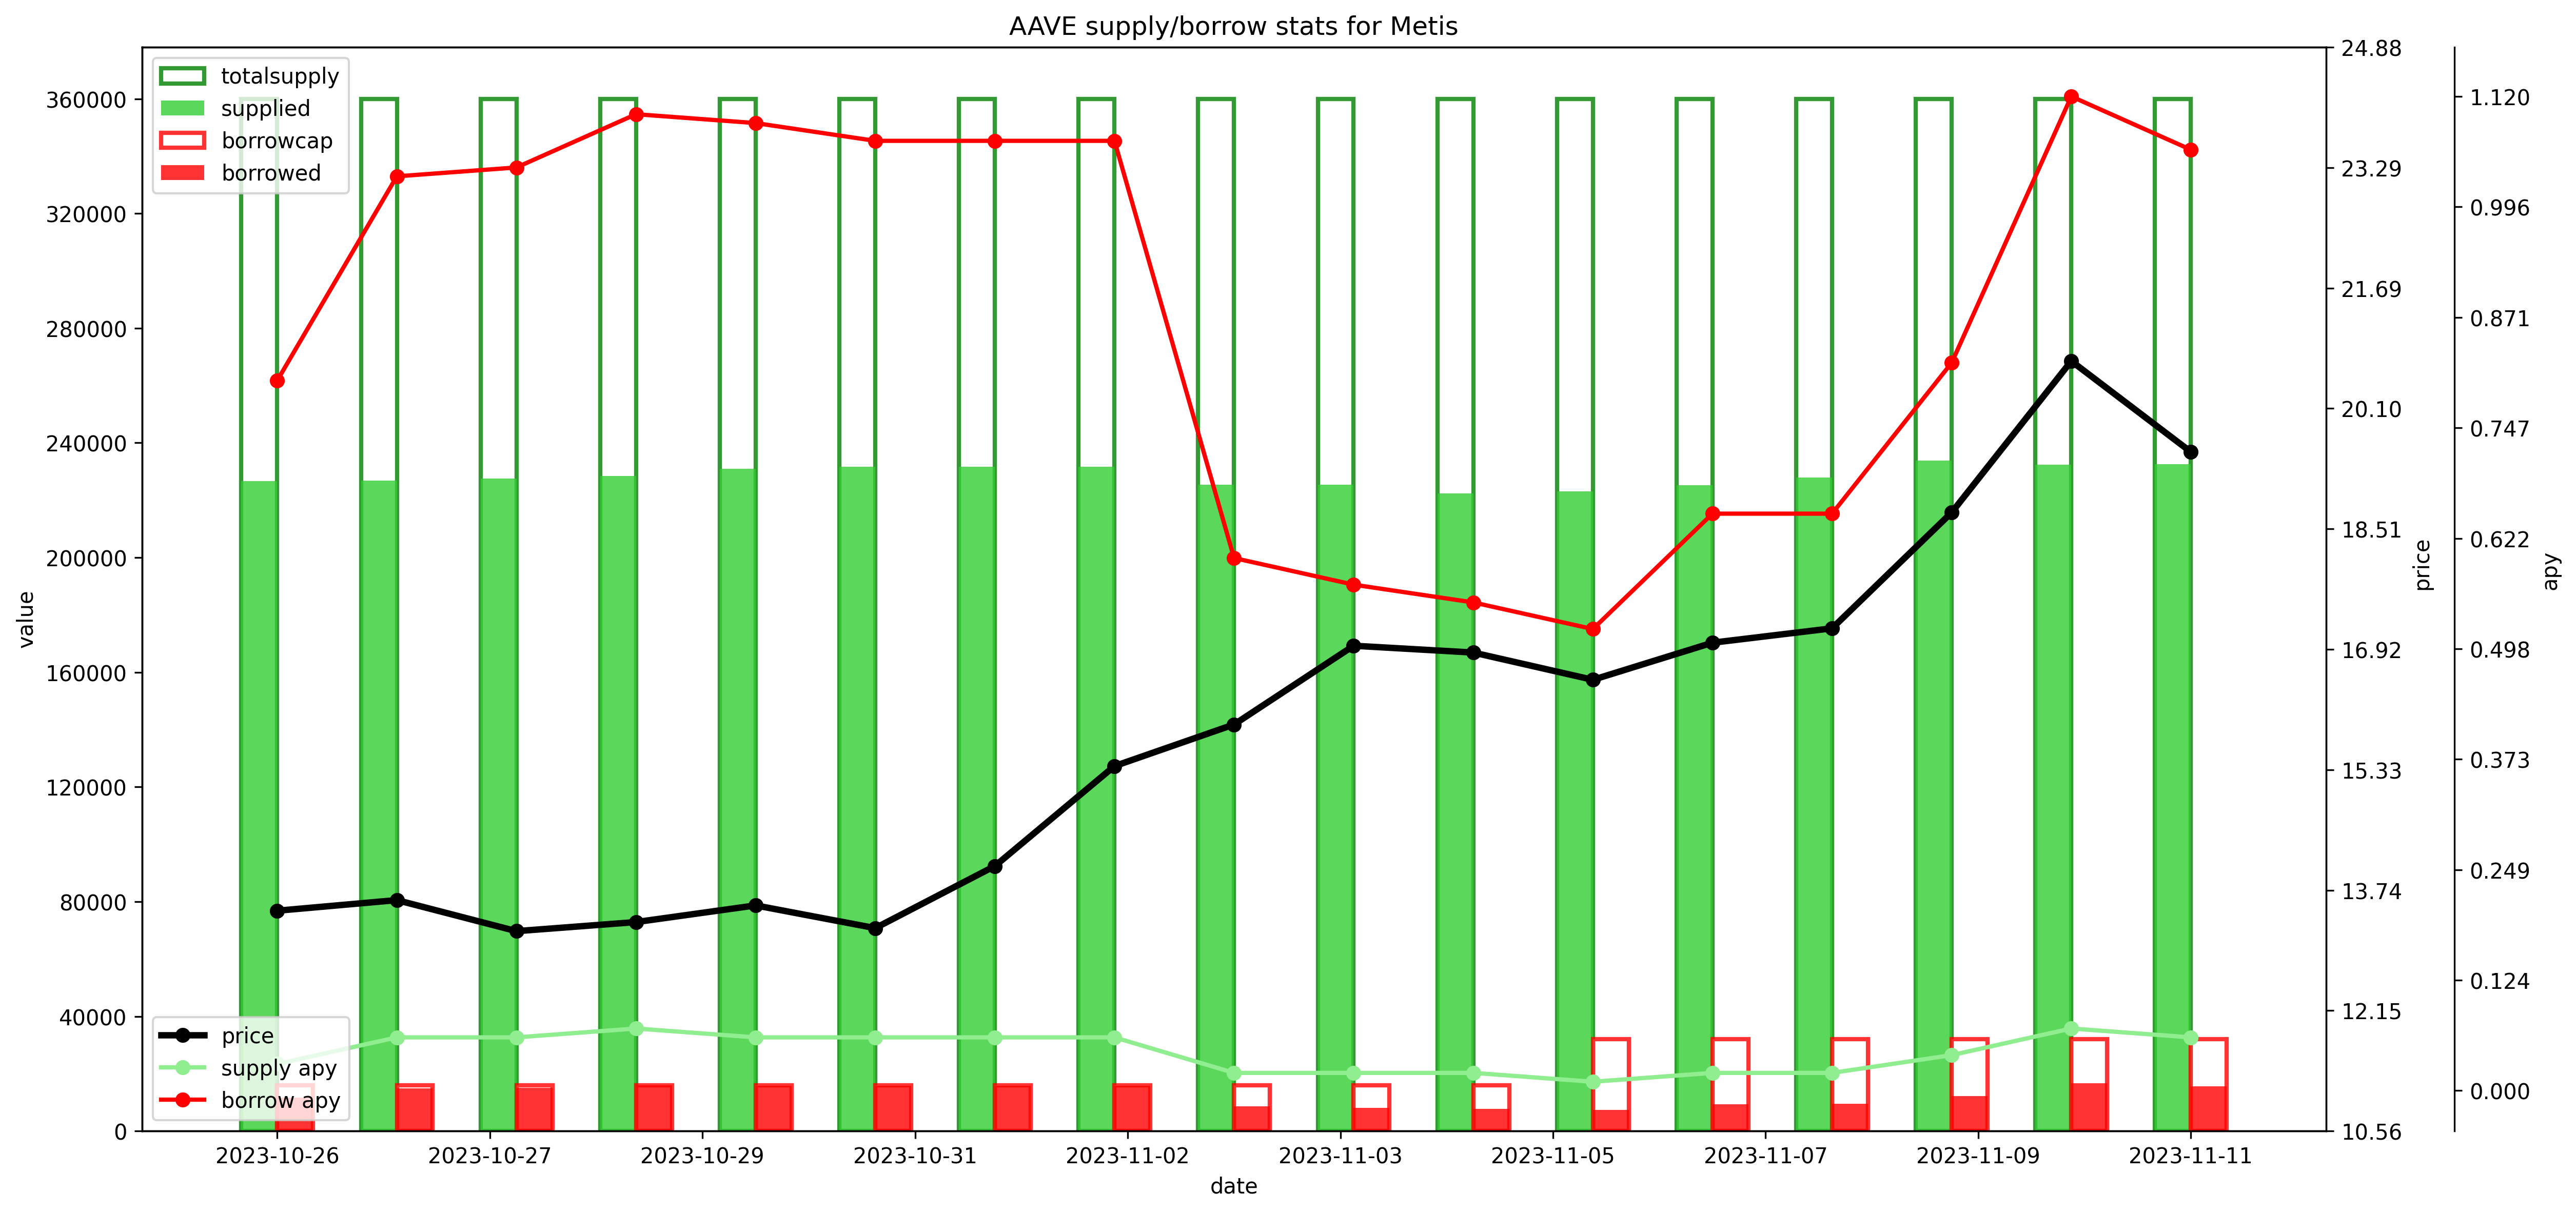 AAVE supply/borrow stats for Metis
totalsupply
supplied
borrowcap
borrowed
price
supply apy
borrow apy
value
360000
320000
280000
240000
200000
160000
120000
80000
40000
0
2023-10-26 2023-10-27 2023-10-29 2023-10-31 2023-11-02 2023-11-03 2023-11-05 2023-11-07 2023-11-09 2023-11-11
date
24.88
23.29
21.69
20.10
18.51
16.92
15.33
13.74
12.15
10.56
price
1.120
0.996
0.871
0.747
0.622
0.498
0.373
0.249
0.124
0.000
apy